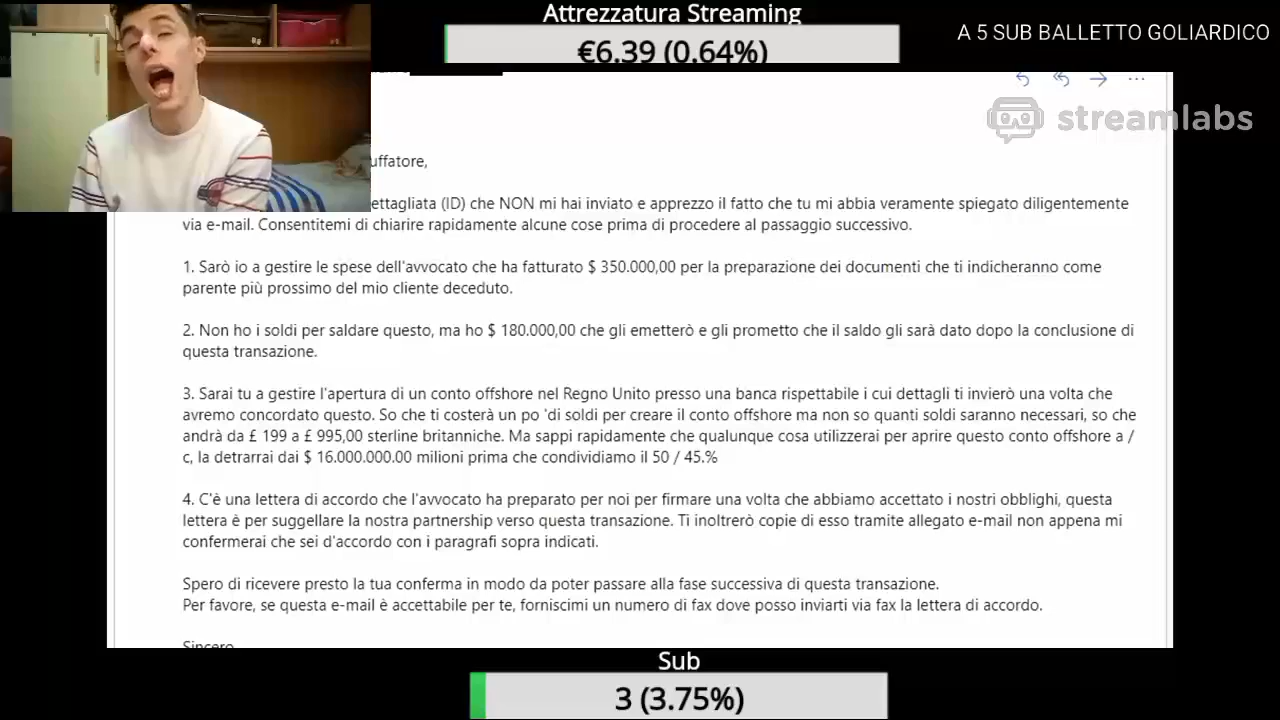 Attrezzatura Streaming
€6.39 (0.64%)
A 5 SUB BALLETTO GOLIARDICO
streamlabs
uffatore,
ettagliata (ID) che NON mi hai inviato e apprezzo il fatto che tu mi abbia veramente spiegato diligentemente
via e-mail. Consentitemi di chiarire rapidamente alcune cose prima di procedere al passaggio successivo.
1. Sarò io a gestire le spese dell'avvocato che ha fatturato $ 350.000,00 per la preparazione dei documenti che ti indicheranno come
parente più prossimo del mio cliente deceduto.
2. Non ho i soldi per saldare questo, ma ho $ 180.000,00 che gli emetterò e gli prometto che il saldo gli sarà dato dopo la conclusione di
questa transazione.
3. Sarai tu a gestire l'apertura di un conto offshore nel Regno Unito presso una banca rispettabile i cui dettagli ti invierò una volta che
avremo concordato questo. So che ti costerà un po 'di soldi per creare il conto offshore ma non so quanti soldi saranno necessari, so che
andrà da £ 199 a £ 995,00 sterline britanniche. Ma sappi rapidamente che qualunque cosa utilizzerai per aprire questo conto offshore a /
c, la detrarrai dai $ 16.000.000.00 milioni prima che condividiamo il 50 / 45.%
4. C'è una lettera di accordo che l'avvocato ha preparato per noi per firmare una volta che abbiamo accettato i nostri obblighi, questa
lettera è per suggellare la nostra partnership verso questa transazione. Ti inoltrerò copie di esso tramite allegato e-mail non appena mi
confermerai che sei d'accordo con i paragrafi sopra indicati.
Spero di ricevere presto la tua conferma in modo da poter passare alla fase successiva di questa transazione.
Per favore, se questa e-mail è accettabile per te, forniscimi un numero di fax dove posso inviarti via fax la lettera di accordo.
Sincero
Sub
3 (3.75%)